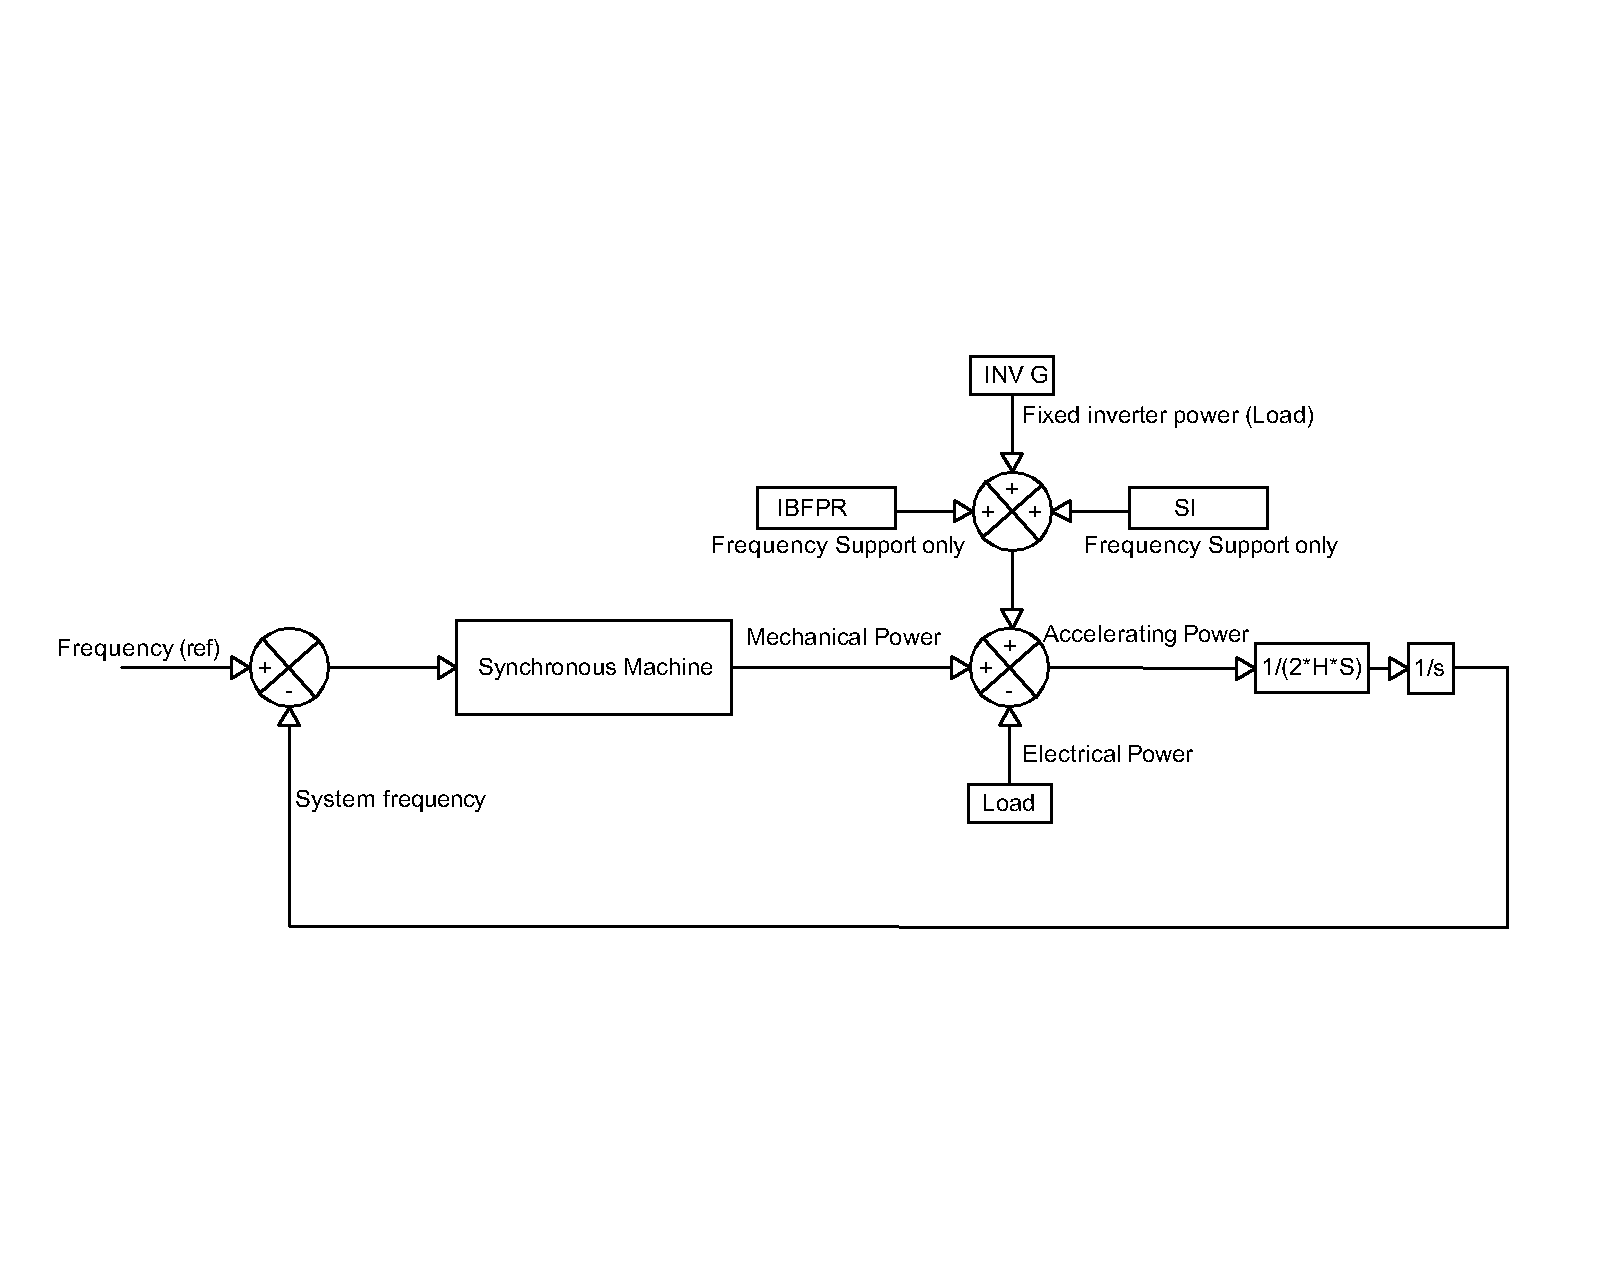 INV G
Fixed inverter power (Load)
+
IBFPR
+
+
SI
Frequency Support only
Frequency Support only
Frequency (ref)
+
-
Synchronous Machine
Mechanical Power
+
+
-
Accelerating Power
1/(2*H*S)
1/s
Electrical Power
Load
System frequency